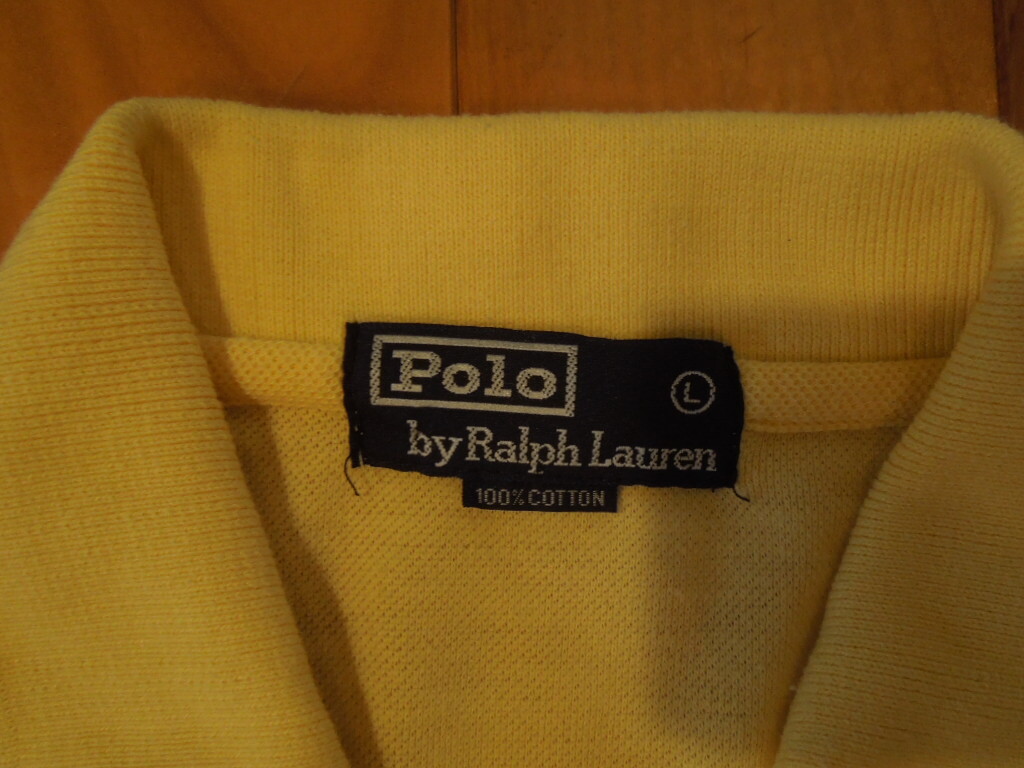 Polo L
by Ralph Lauren
100% COTTON